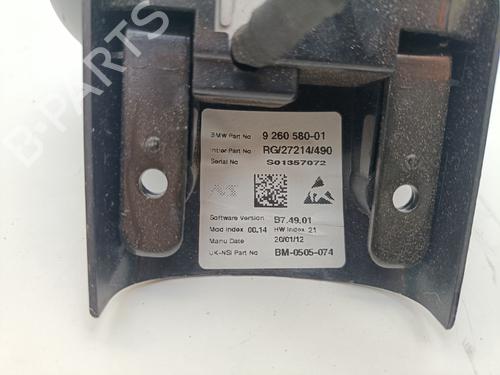 B-PARTS
BMW Part No 9 260 580-01
Intier Part No RG/27214/490
Serial No S01357072
Software Version B7.49.01
Mod Index 00.14 HW Index 21
Manu Date 20/01/12
UK-NSI Part No BM-0505-074